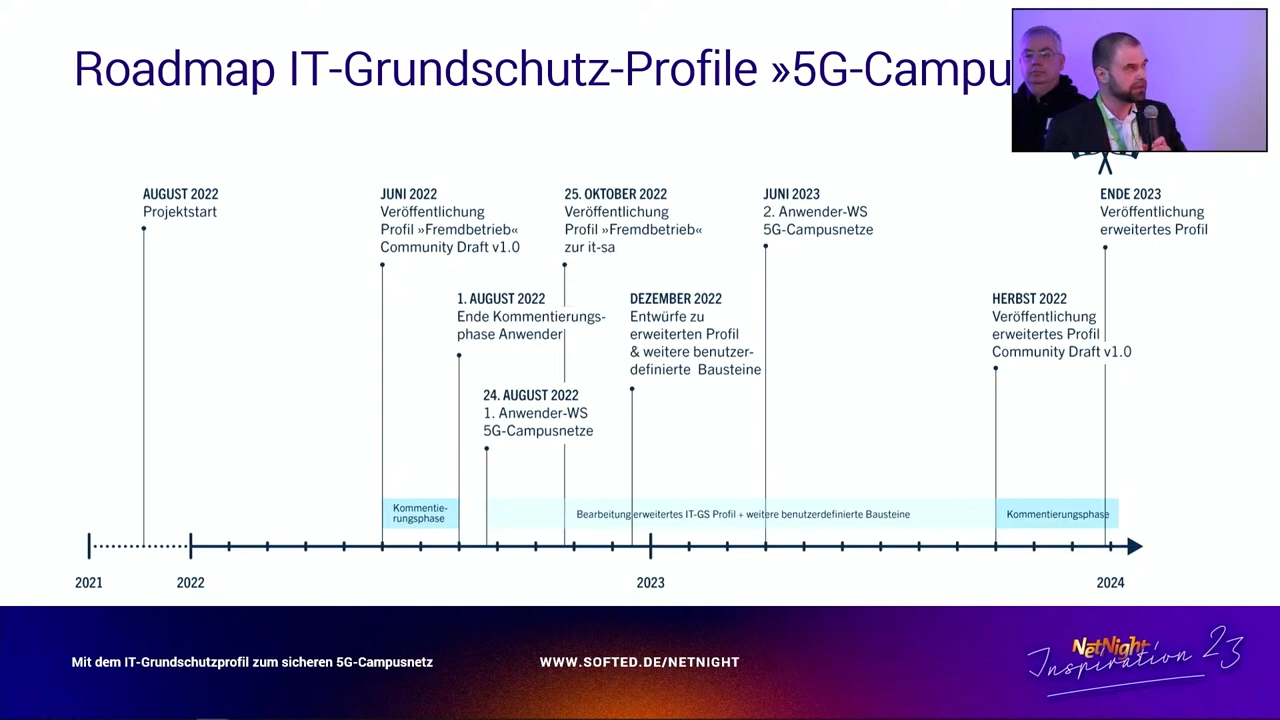 Roadmap IT-Grundschutz-Profile »5G-Campu
AUGUST 2022
Projektstart
JUNI 2022
Veröffentlichung
Profil »Fremdbetrieb«
Community Draft v1.0
25. OKTOBER 2022
Veröffentlichung
Profil »Fremdbetrieb«
zur it-sa
JUNI 2023
2. Anwender-WS
5G-Campusnetze
ENDE 2023
Veröffentlichung
erweitertes Profil
1. AUGUST 2022
Ende Kommentierungs-
phase Anwender
DEZEMBER 2022
Entwürfe zu
erweiterten Profil
& weitere benutzer-
definierte Bausteine
HERBST 2022
Veröffentlichung
erweitertes Profil
Community Draft v1.0
24. AUGUST 2022
1. Anwender-WS
5G-Campusnetze
Kommentie-
rungsphase
Bearbeitung erweitertes IT-GS Profil + weitere benutzerdefinierte Bausteine
Kommentierungsphase
2021
2022
2023
2024
Mit dem IT-Grundschutzprofil zum sicheren 5G-Campusnetz
WWW.SOFTED.DE/NETNIGHT
NetNight
Inspiration 23